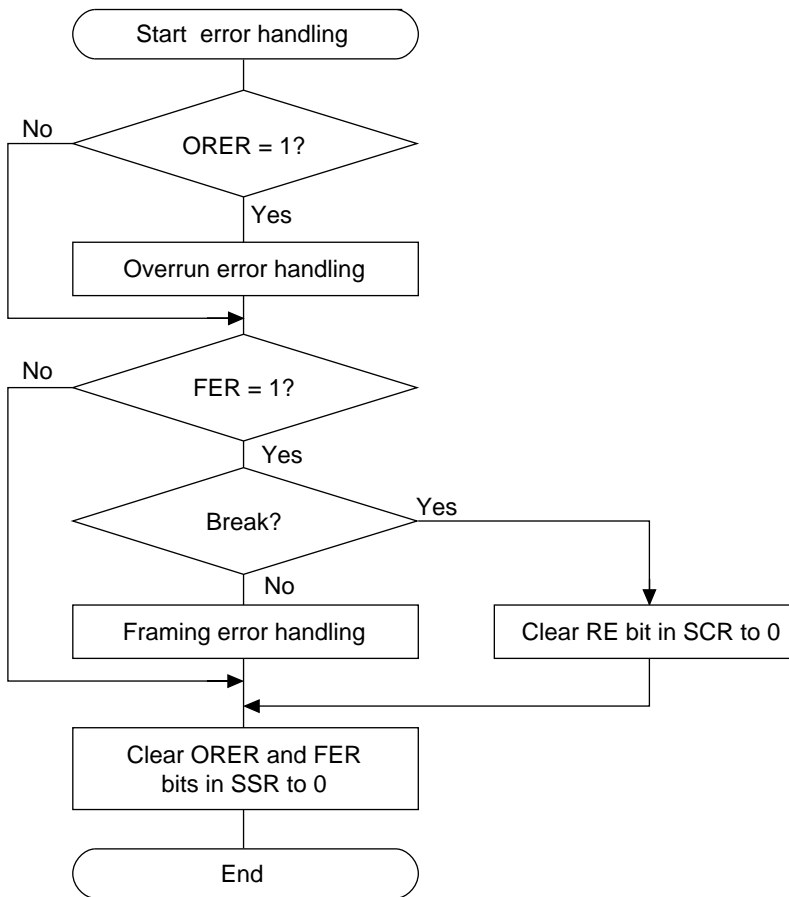 Start error handling
No
ORER = 1?
Yes
Overrun error handling
No
FER = 1?
Yes
Break?
Yes
No
Framing error handling
Clear RE bit in SCR to 0
Clear ORER and FER
bits in SSR to 0
End